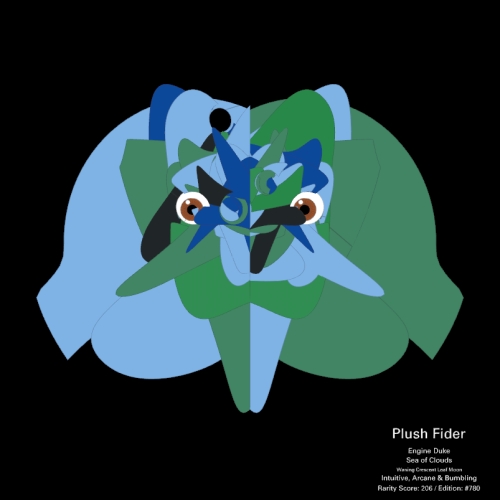 Plush Fider
Engine Duke
Sea of Clouds
Waning Crescent Leaf Moon
Intuitive, Arcane & Bumbling
Rarity Score: 206 / Edition: #780